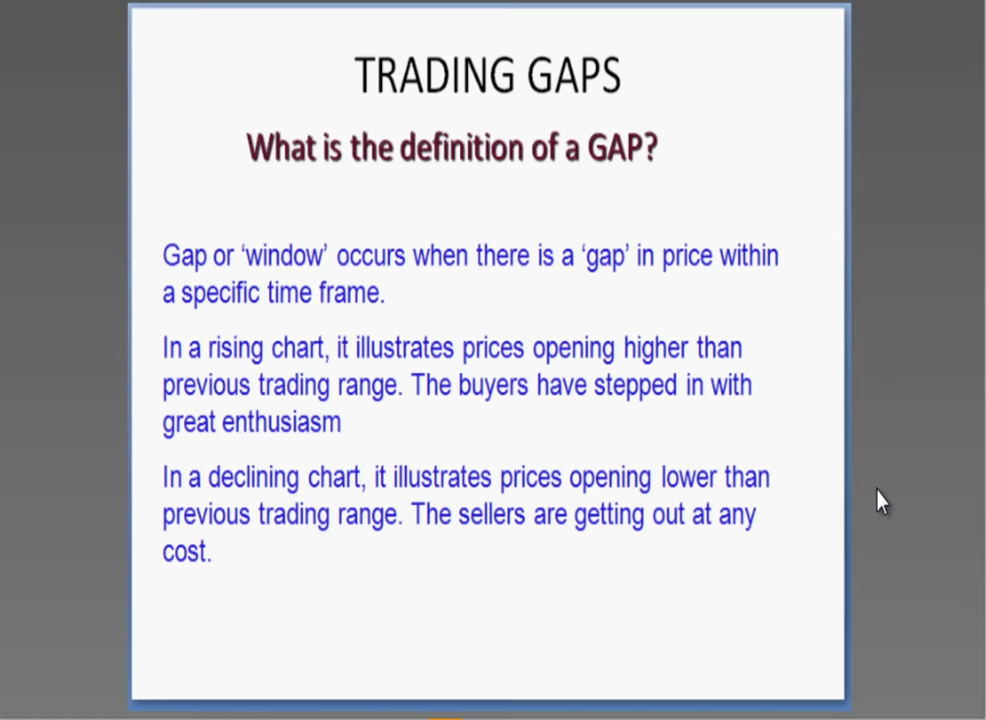 TRADING GAPS
What is the definition of a GAP?
Gap or ‘window’ occurs when there is a ‘gap’ in price within
a specific time frame.
In a rising chart, it illustrates prices opening higher than
previous trading range. The buyers have stepped in with
great enthusiasm
In a declining chart, it illustrates prices opening lower than
previous trading range. The sellers are getting out at any
cost.